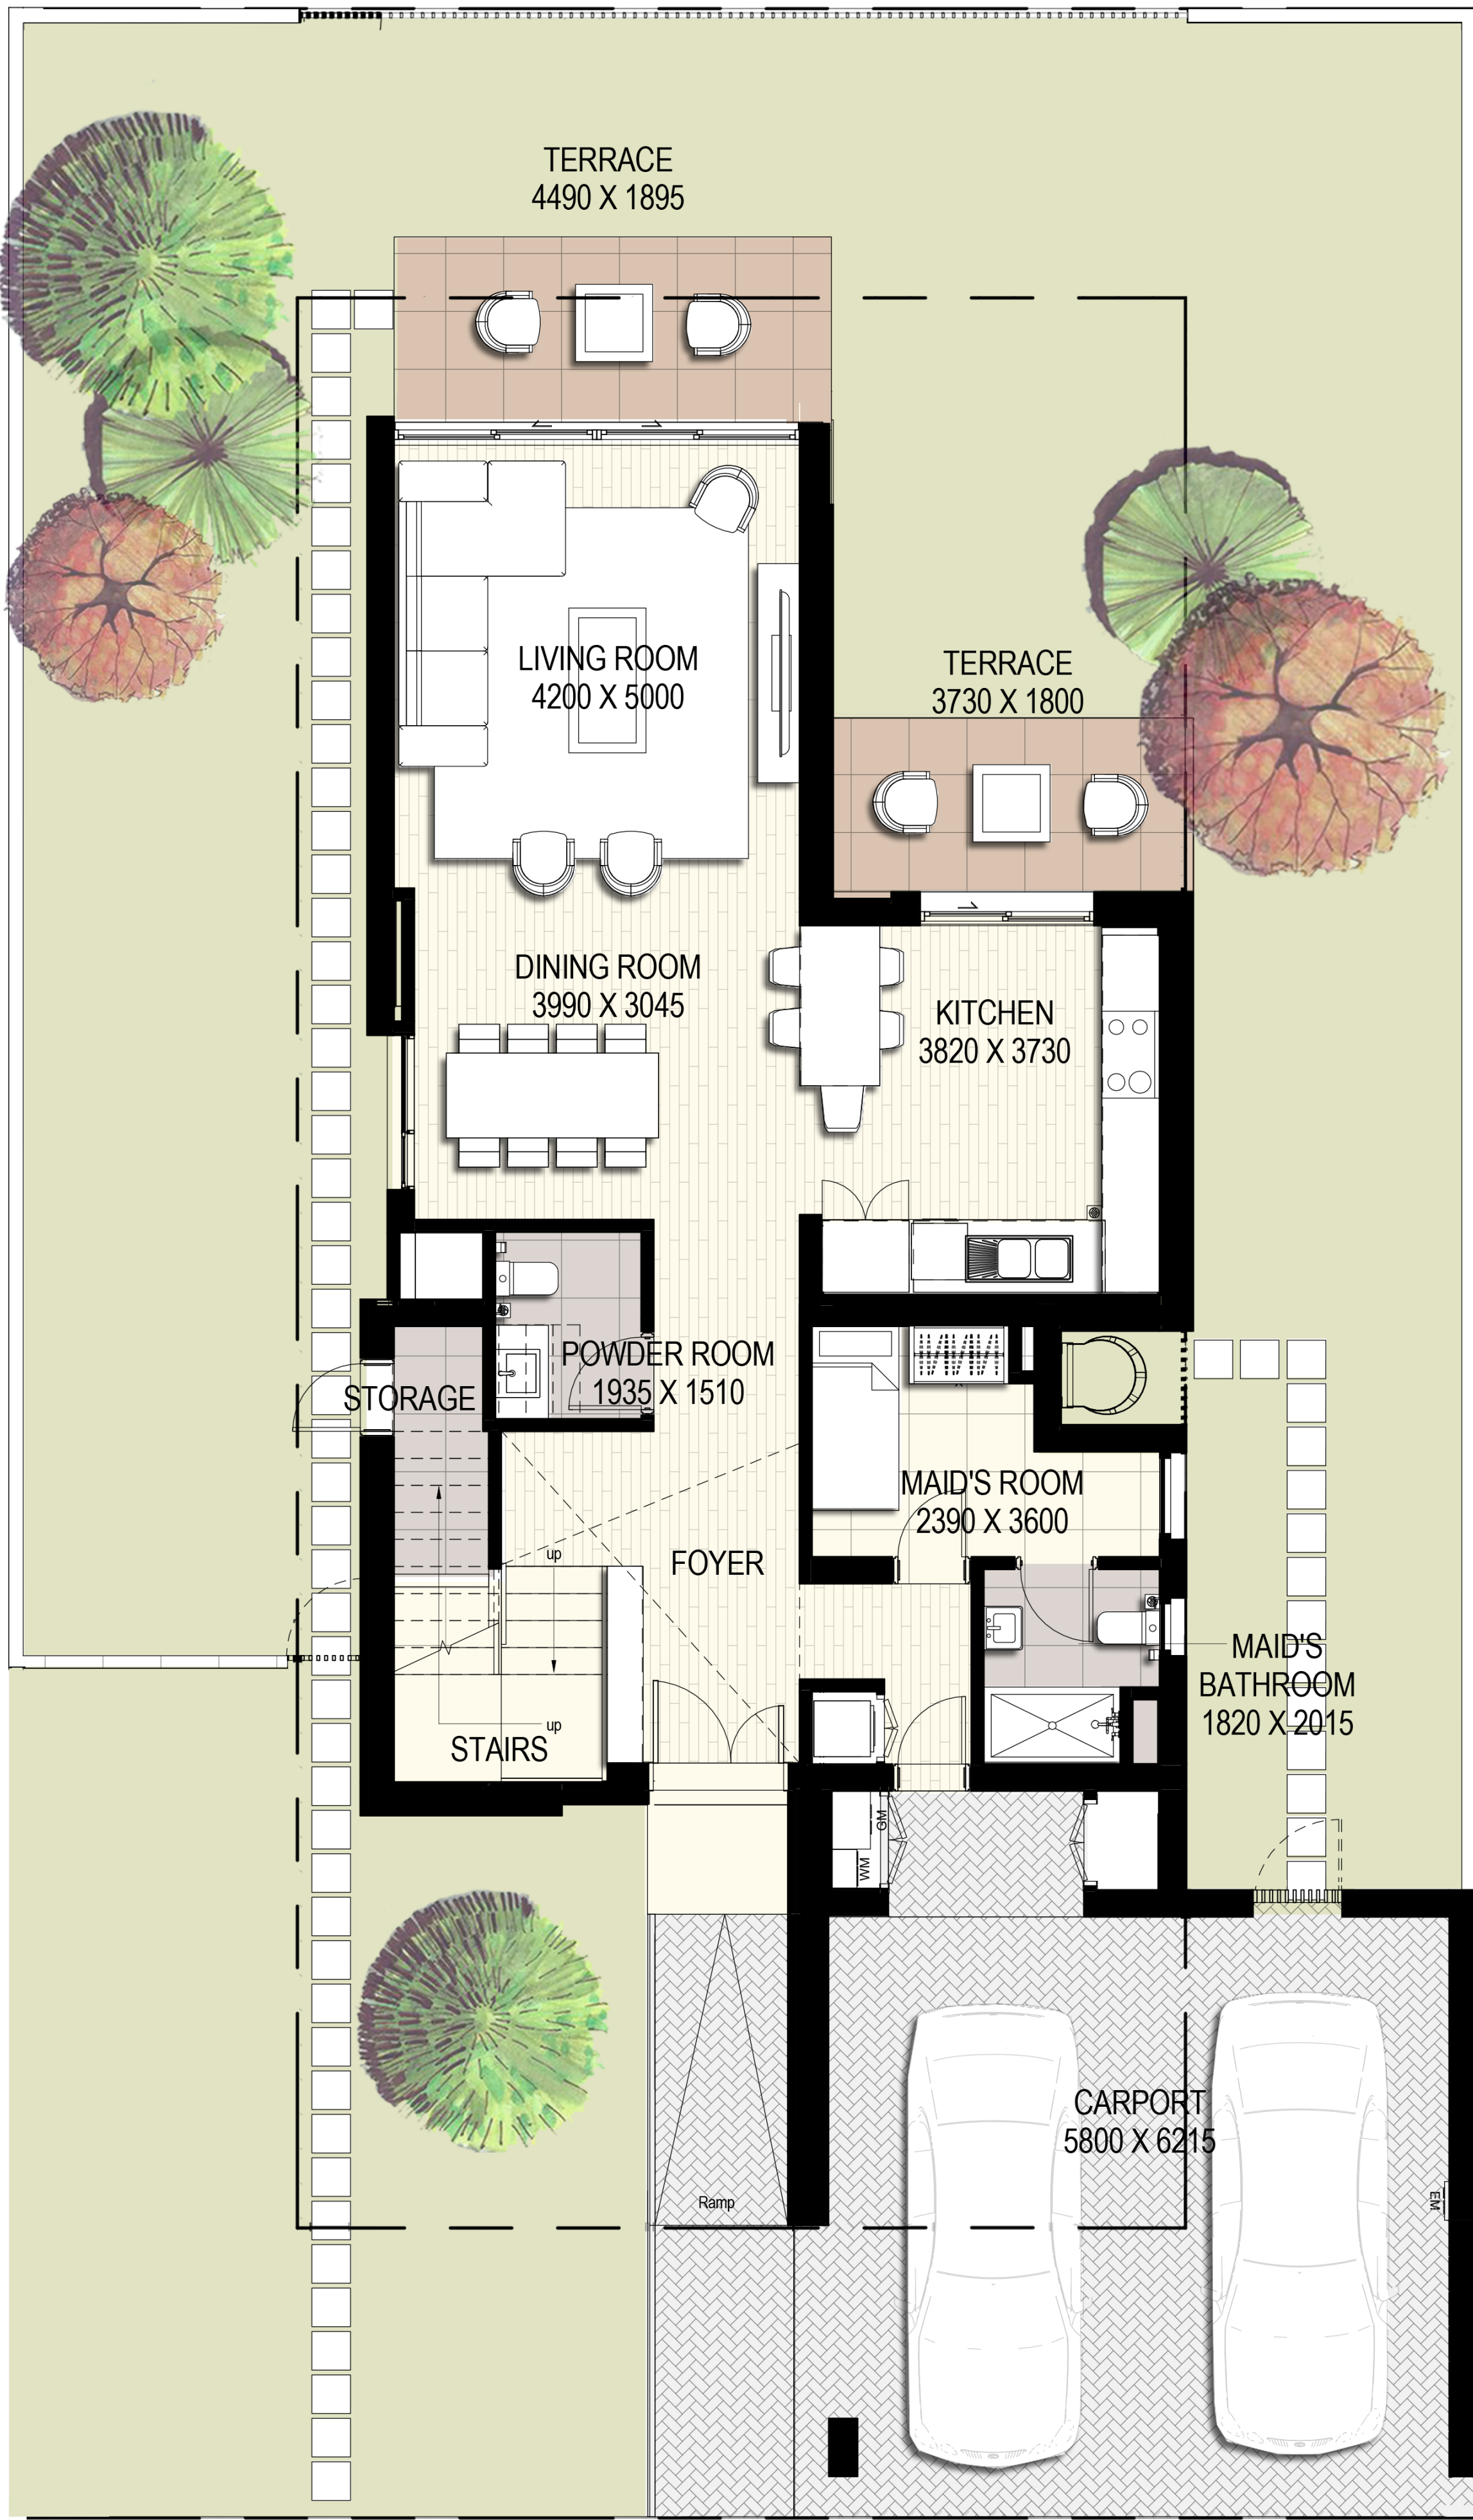 TERRACE
4490 X 1895
LIVING ROOM
4200 X 5000
TERRACE
3730 X 1800
DINING ROOM
3990 X 3045
KITCHEN
3820 X 3730
POWDER ROOM
1935 X 1510
STORAGE
MAID'S ROOM
2390 X 3600
up
FOYER
MAID'S
BATHROOM
1820 X 2015
up
STAIRS
GM
WM
CARPORT
5800 X 6215
EM
Ramp